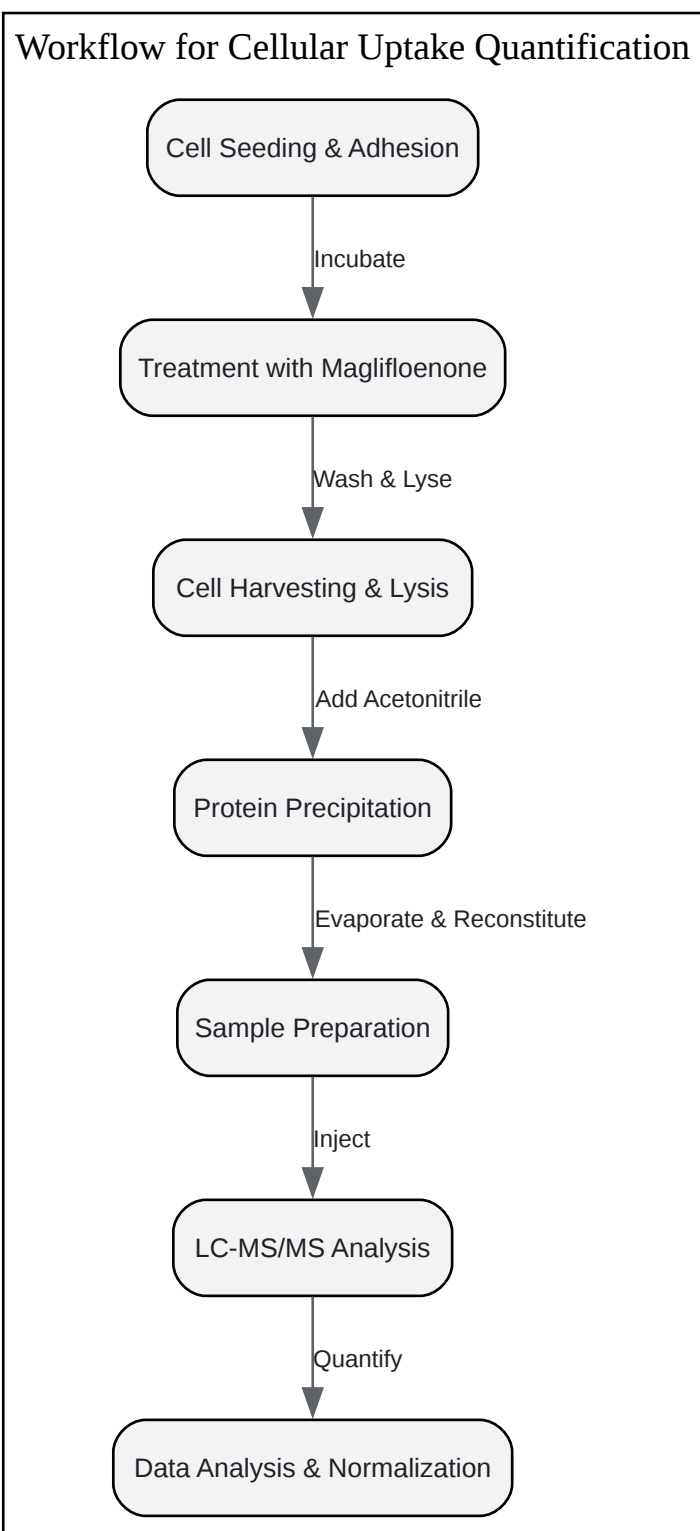 Workflow for Cellular Uptake Quantification
Cell Seeding & Adhesion
Incubate
Treatment with Maglifloenone
Wash & Lyse
Cell Harvesting & Lysis
Add Acetonitrile
Protein Precipitation
Evaporate & Reconstitute
Sample Preparation
Inject
LC-MS/MS Analysis
Quantify
Data Analysis & Normalization